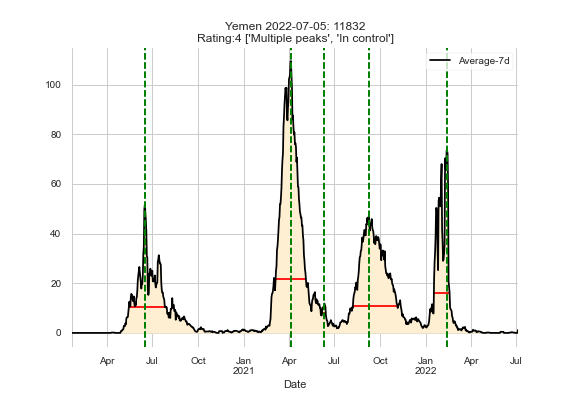 Yemen 2022-07-05: 11832
Rating:4 ['Multiple peaks', 'In control']
Average-7d
100
80
60
40
20
0
Apr Jul Oct Jan Apr Jul Oct Jan Apr Jul
2021 2022
Date